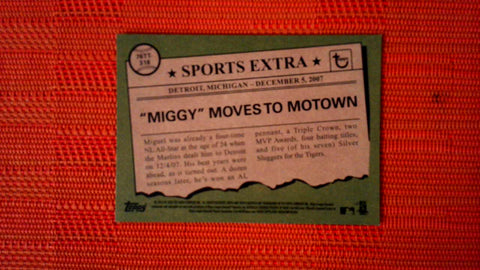 76TT
318
SPORTS EXTRA
DETROIT, MICHIGAN — DECEMBER 5, 2007
"MIGGY" MOVES TO MOTOWN
Miguel was already a four-time
NL All-Star at the age of 24 when
the Marlins dealt him to Detroit
on 12/4/07. His best years were
ahead, as it turned out. A dozen
seasons later, he's won an AL
pennant, a Triple Crown, two
MVP Awards, four batting titles,
and five (of his seven) Silver
Sluggers for the Tigers.
Topps